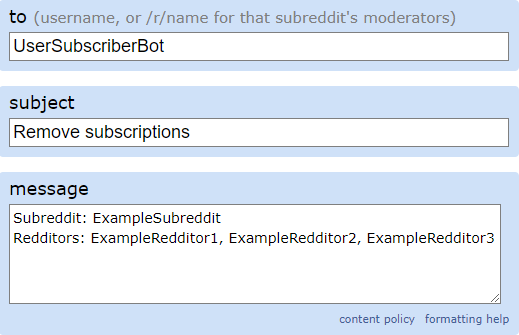 to (username, or /r/name for that subreddit's moderators)
UserSubscriberBot
subject
Remove subscriptions
message
Subreddit: ExampleSubreddit
Redditors: ExampleRedditor1, ExampleRedditor2, ExampleRedditor3
content policy formatting help